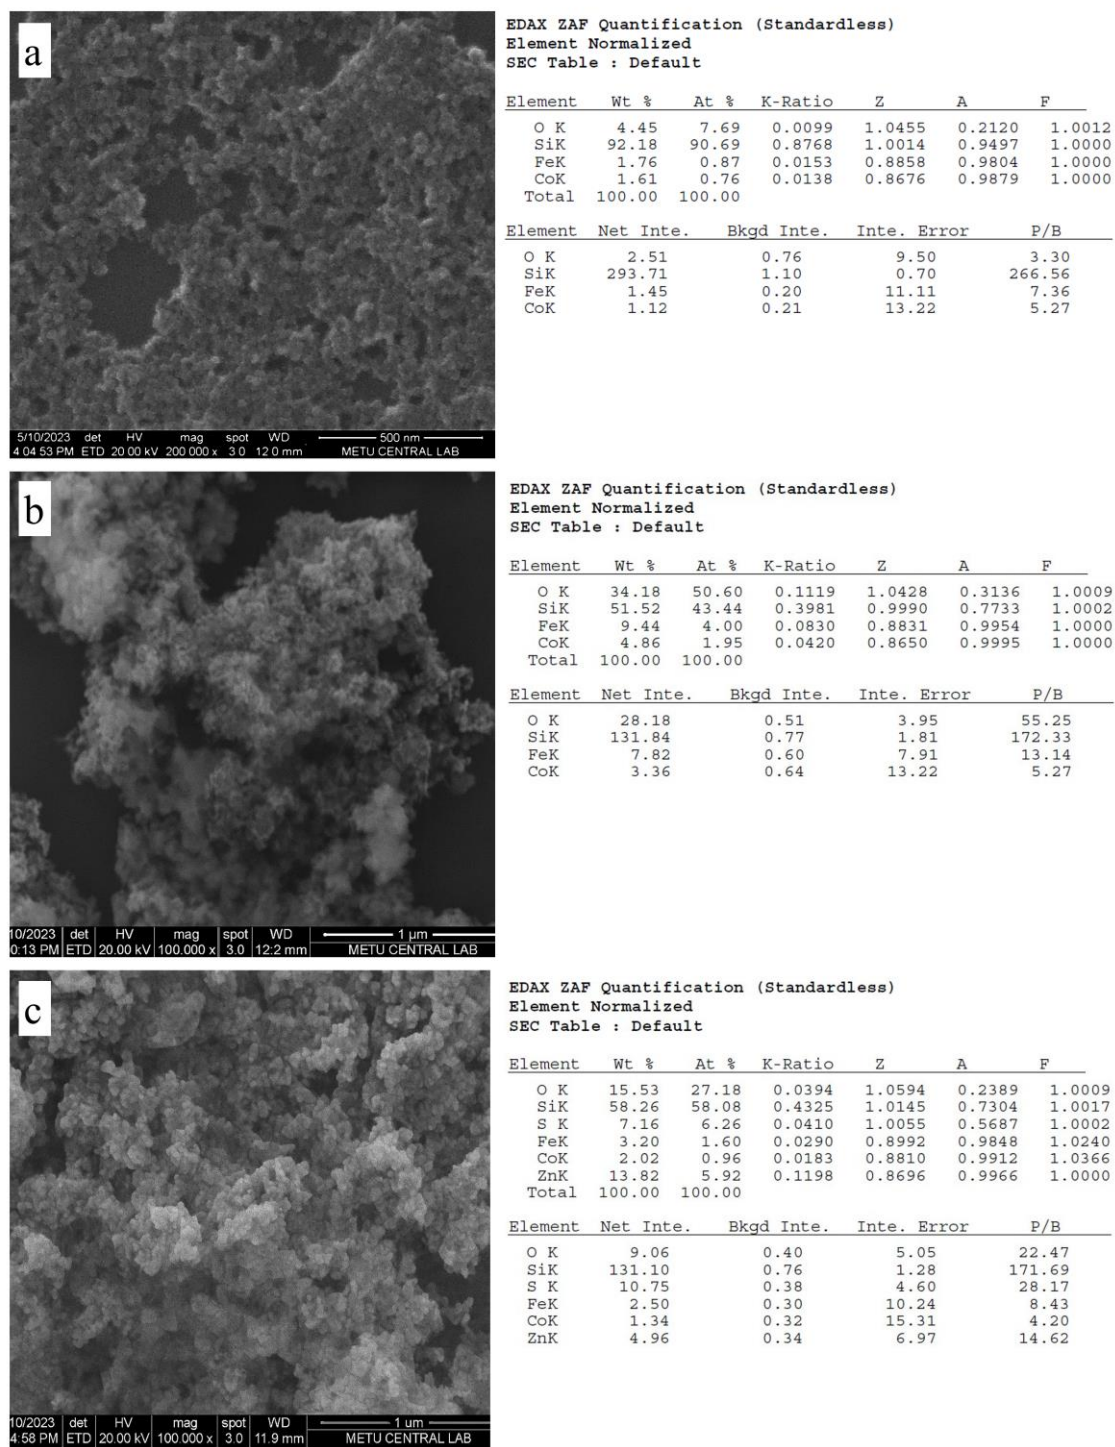 a
5/10/2023 det HV mag spot WD 500 nm
4 04 53 PM ETD 20 00 kV 200 000 x 3 0 12 0 mm METU CENTRAL LAB
EDAX ZAF Quantification (Standardless)
Element Normalized
SEC Table : Default
Element Wt % At % K-Ratio Z A F
O K 4.45 7.69 0.0099 1.0455 0.2120 1.0012
SiK 92.18 90.69 0.8768 1.0014 0.9497 1.0000
FeK 1.76 0.87 0.0153 0.8858 0.9804 1.0000
CoK 1.61 0.76 0.0138 0.8676 0.9879 1.0000
Total 100.00 100.00
Element Net Inte. Bkgd Inte. Inte. Error P/B
O K 2.51 0.76 9.50 3.30
SiK 293.71 1.10 0.70 266.56
FeK 1.45 0.20 11.11 7.36
CoK 1.12 0.21 13.22 5.27
b
10/2023 det HV mag spot WD 1 µm
0:13 PM ETD 20.00 kV 100.000 x 3.0 12.2 mm METU CENTRAL LAB
EDAX ZAF Quantification (Standardless)
Element Normalized
SEC Table : Default
Element Wt % At % K-Ratio Z A F
O K 34.18 50.60 0.1119 1.0428 0.3136 1.0009
SiK 51.52 43.44 0.3981 0.9990 0.7733 1.0002
FeK 9.44 4.00 0.0830 0.8831 0.9954 1.0000
CoK 4.86 1.95 0.0420 0.8650 0.9995 1.0000
Total 100.00 100.00
Element Net Inte. Bkgd Inte. Inte. Error P/B
O K 28.18 0.51 3.95 55.25
SiK 131.84 0.77 1.81 172.33
FeK 7.82 0.60 7.91 13.14
CoK 3.36 0.64 13.22 5.27
c
10/2023 det HV mag spot WD 1 um
4:58 PM ETD 20.00 kV 100.000 x 3.0 11.9 mm METU CENTRAL LAB
EDAX ZAF Quantification (Standardless)
Element Normalized
SEC Table : Default
Element Wt % At % K-Ratio Z A F
O K 15.53 27.18 0.0394 1.0594 0.2389 1.0009
SiK 58.26 58.08 0.4325 1.0145 0.7304 1.0017
S K 7.16 6.26 0.0410 1.0055 0.5687 1.0002
FeK 3.20 1.60 0.0290 0.8992 0.9848 1.0240
CoK 2.02 0.96 0.0183 0.8810 0.9912 1.0366
ZnK 13.82 5.92 0.1198 0.8696 0.9966 1.0000
Total 100.00 100.00
Element Net Inte. Bkgd Inte. Inte. Error P/B
O K 9.06 0.40 5.05 22.47
SiK 131.10 0.76 1.28 171.69
S K 10.75 0.38 4.60 28.17
FeK 2.50 0.30 10.24 8.43
CoK 1.34 0.32 15.31 4.20
ZnK 4.96 0.34 6.97 14.62